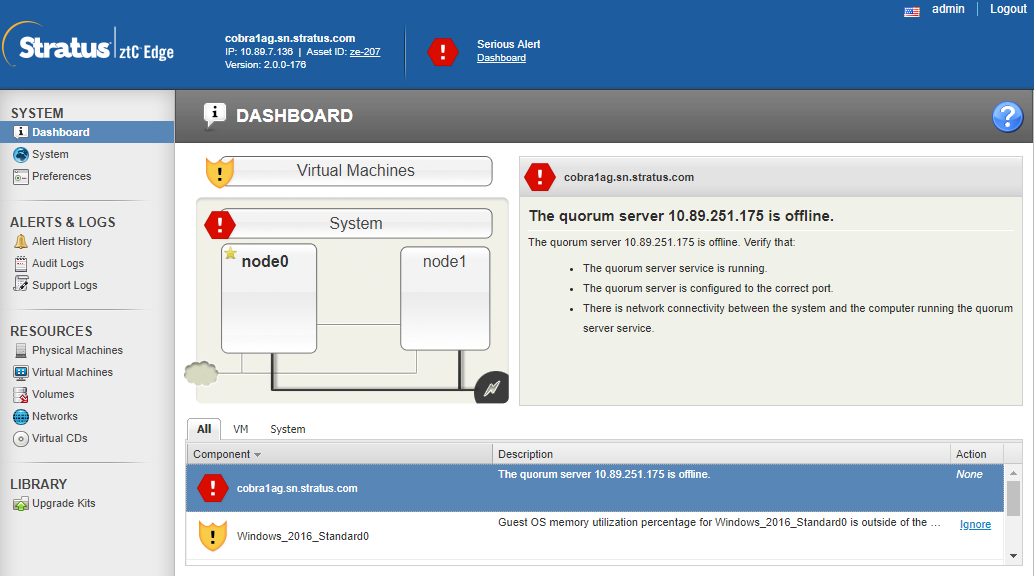 admin
Logout
Stratus ztC Edge
cobra1ag.sn.stratus.com
IP: 10.89.7.136 | Asset ID: ze-207
Version: 2.0.0-176
Serious Alert
Dashboard
SYSTEM
Dashboard
System
Preferences
ALERTS & LOGS
Alert History
Audit Logs
Support Logs
RESOURCES
Physical Machines
Virtual Machines
Volumes
Networks
Virtual CDs
LIBRARY
Upgrade Kits
DASHBOARD
Virtual Machines
System
node0
node1
cobra1ag.sn.stratus.com
The quorum server 10.89.251.175 is offline.
The quorum server 10.89.251.175 is offline. Verify that:
• The quorum server service is running.
• The quorum server is configured to the correct port.
• There is network connectivity between the system and the computer running the quorum
server service.
All VM System
Component Description Action
cobra1ag.sn.stratus.com The quorum server 10.89.251.175 is offline. None
Windows_2016_Standard0 Guest OS memory utilization percentage for Windows_2016_Standard0 is outside of the ... Ignore